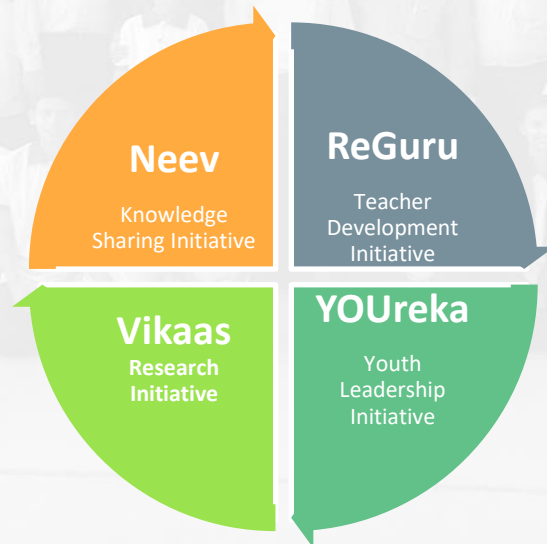 Neev
Knowledge
Sharing Initiative
ReGuru
Teacher
Development
Initiative
Vikaas
Research
Initiative
YOUreka
Youth
Leadership
Initiative